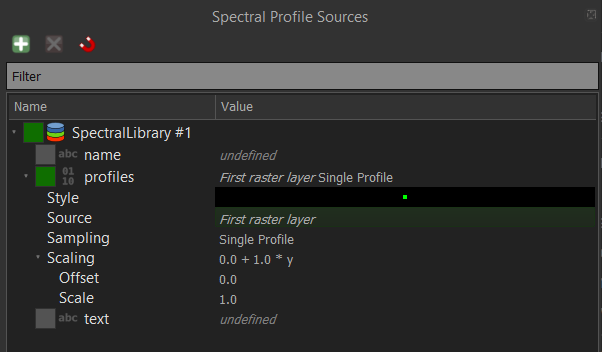 Spectral Profile Sources
Filter
Name Value
SpectralLibrary #1
abc name undefined
01 10 profiles First raster layer Single Profile
Style
Source First raster layer
Sampling Single Profile
Scaling 0.0 + 1.0 * y
Offset 0.0
Scale 1.0
abc text undefined